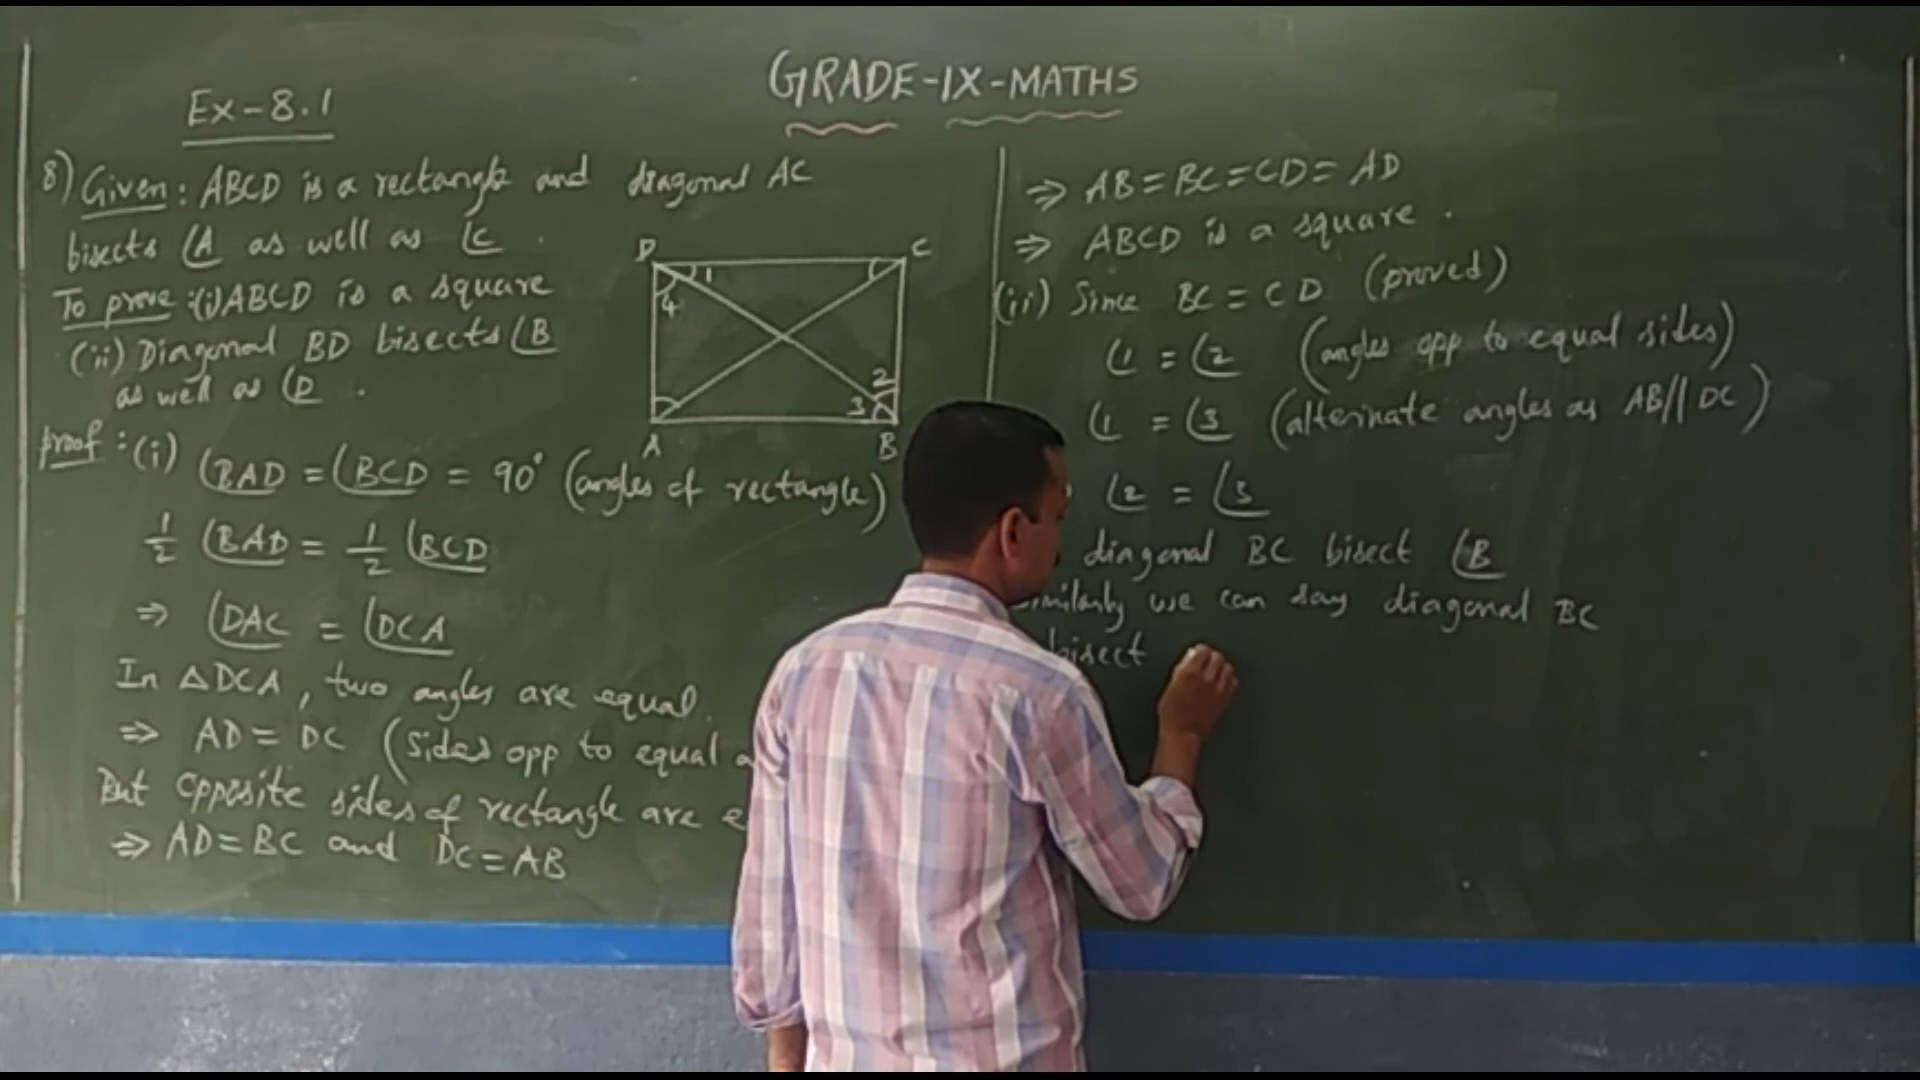 GRADE-IX-MATHS
Ex-8.1
8) Given: ABCD is a rectangle and diagonal AC
bisects ∠A as well as ∠C.
To prove: (i) ABCD is a square
(ii) Diagonal BD bisects ∠B
as well as ∠D.
D 1 C
4
2
3
A B
proof: (i) ∠BAD = ∠BCD = 90° (angles of rectangle)
1/2 ∠BAD = 1/2 ∠BCD
⇒ ∠DAC = ∠DCA
In △DCA, two angles are equal.
⇒ AD = DC (sides opp to equal
But opposite sides of rectangle are
⇒ AD = BC and DC = AB
⇒ AB = BC = CD = AD
⇒ ABCD is a square.
(ii) Since BC = CD (proved)
∠1 = ∠2 (angles opp to equal sides)
∠1 = ∠3 (alternate angles as AB // DC)
∠2 = ∠3
diagonal BC bisect ∠B
we can say diagonal BC
bisect